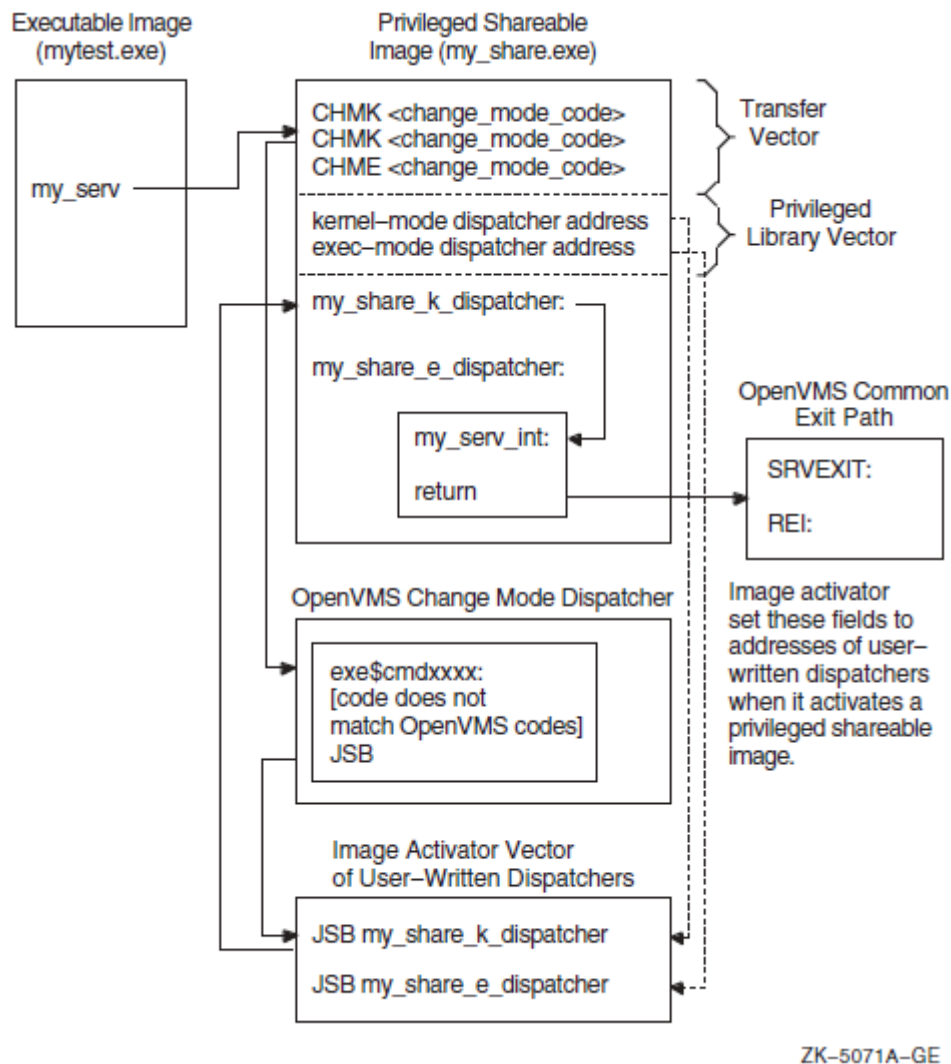 Executable Image
(mytest.exe)
my_serv
Privileged Shareable
Image (my_share.exe)
CHMK <change_mode_code>
CHMK <change_mode_code>
CHME <change_mode_code>
kernel–mode dispatcher address
exec–mode dispatcher address
my_share_k_dispatcher:
my_share_e_dispatcher:
my_serv_int:
return
Transfer
Vector
Privileged
Library Vector
OpenVMS Common
Exit Path
SRVEXIT:
REI:
Image activator
set these fields to
addresses of user–
written dispatchers
when it activates a
privileged shareable
image.
OpenVMS Change Mode Dispatcher
exe$cmdxxxx:
[code does not
match OpenVMS codes]
JSB
Image Activator Vector
of User–Written Dispatchers
JSB my_share_k_dispatcher
JSB my_share_e_dispatcher
ZK–5071A–GE